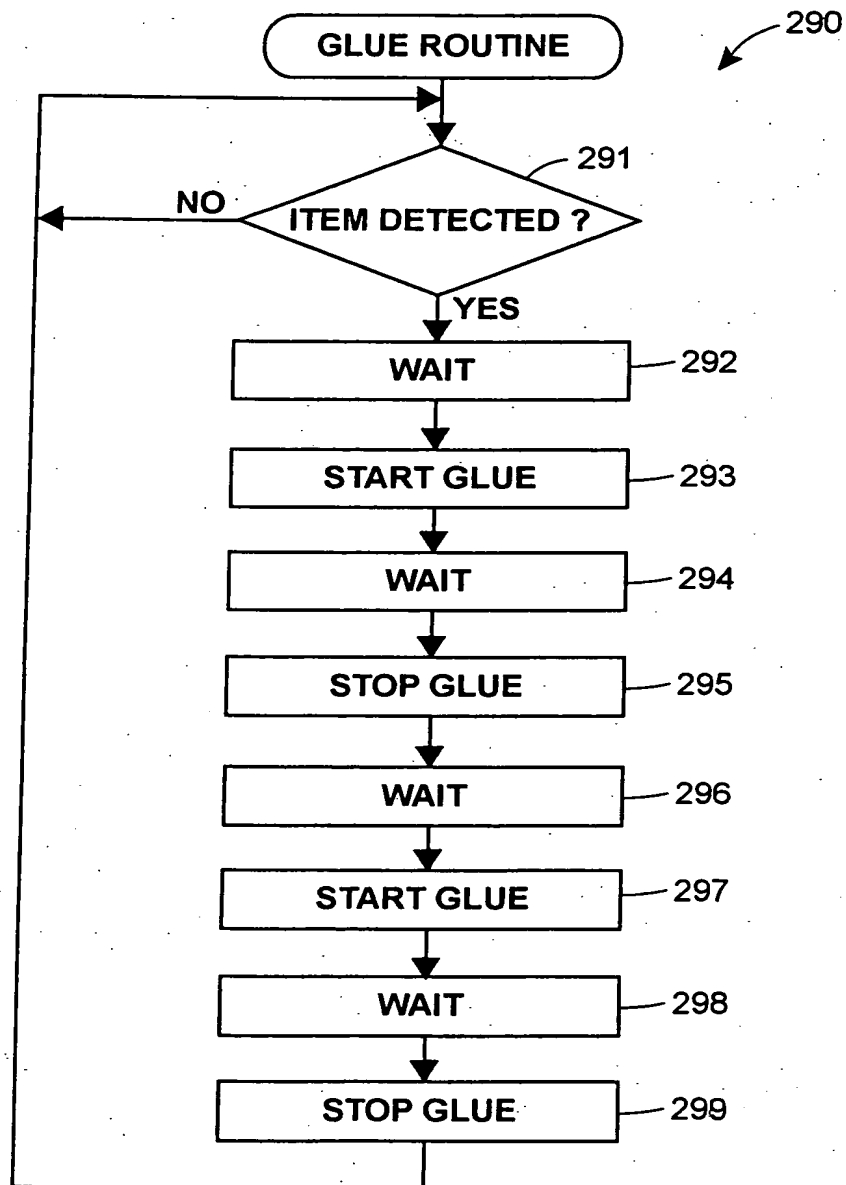 290
GLUE ROUTINE
291
NO
ITEM DETECTED ?
YES
WAIT
292
START GLUE
293
WAIT
294
STOP GLUE
295
WAIT
296
START GLUE
297
WAIT
298
STOP GLUE
299